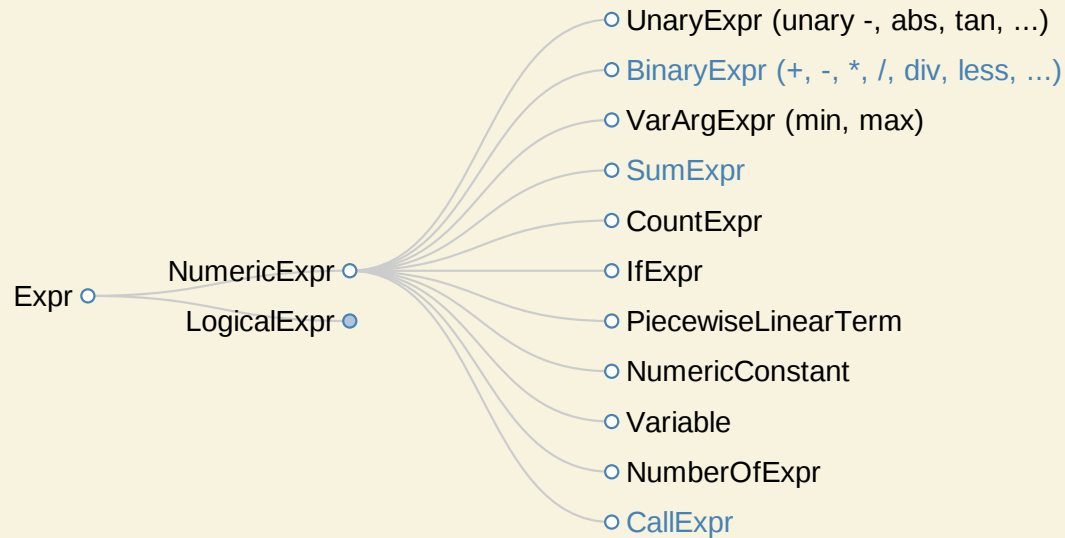 Expr
NumericExpr
LogicalExpr
UnaryExpr (unary -, abs, tan, ...)
BinaryExpr (+, -, *, /, div, less, ...)
VarArgExpr (min, max)
SumExpr
CountExpr
IfExpr
PiecewiseLinearTerm
NumericConstant
Variable
NumberOfExpr
CallExpr